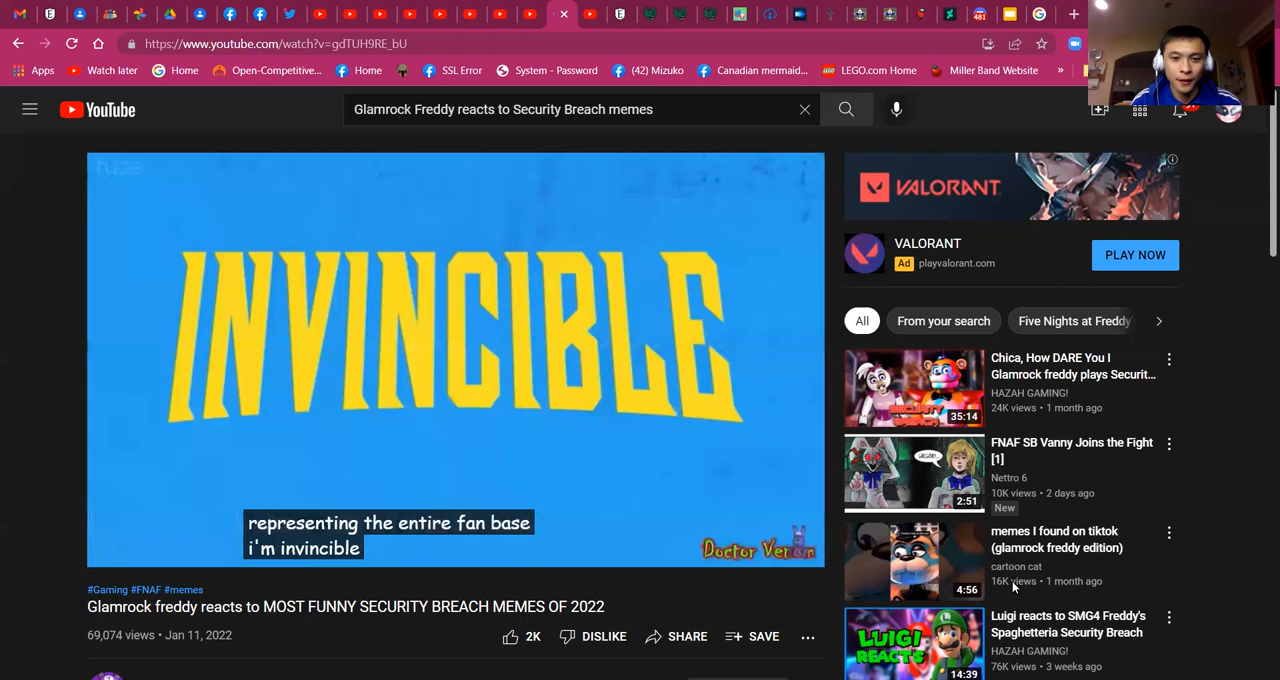 481
https://www.youtube.com/watch?v=gdTUH9RE_bU
Apps
Watch later
Home
Open-Competitive...
Home
SSL Error
System - Password
(42) Mizuko
Canadian mermaid...
LEGO.com Home
Miller Band Website
»
YouTube
Glamrock Freddy reacts to Security Breach memes
INVINCIBLE
representing the entire fan base
i'm invincible
Doctor Venom
#Gaming #FNAF #memes
Glamrock freddy reacts to MOST FUNNY SECURITY BREACH MEMES OF 2022
69,074 views • Jan 11, 2022
2K
DISLIKE
SHARE
SAVE
VALORANT
VALORANT
Ad playvalorant.com
PLAY NOW
All
From your search
Five Nights at Freddy'
Chica, How DARE You I
Glamrock freddy plays Securit...
HAZAH GAMING!
24K views • 1 month ago
35:14
FNAF SB Vanny Joins the Fight
[1]
Nettro 6
10K views • 2 days ago
New
2:51
memes I found on tiktok
(glamrock freddy edition)
cartoon cat
16K views • 1 month ago
4:56
Luigi reacts to SMG4 Freddy's
Spaghetteria Security Breach
HAZAH GAMING!
76K views • 3 weeks ago
LUIGI
REACTS
14:39